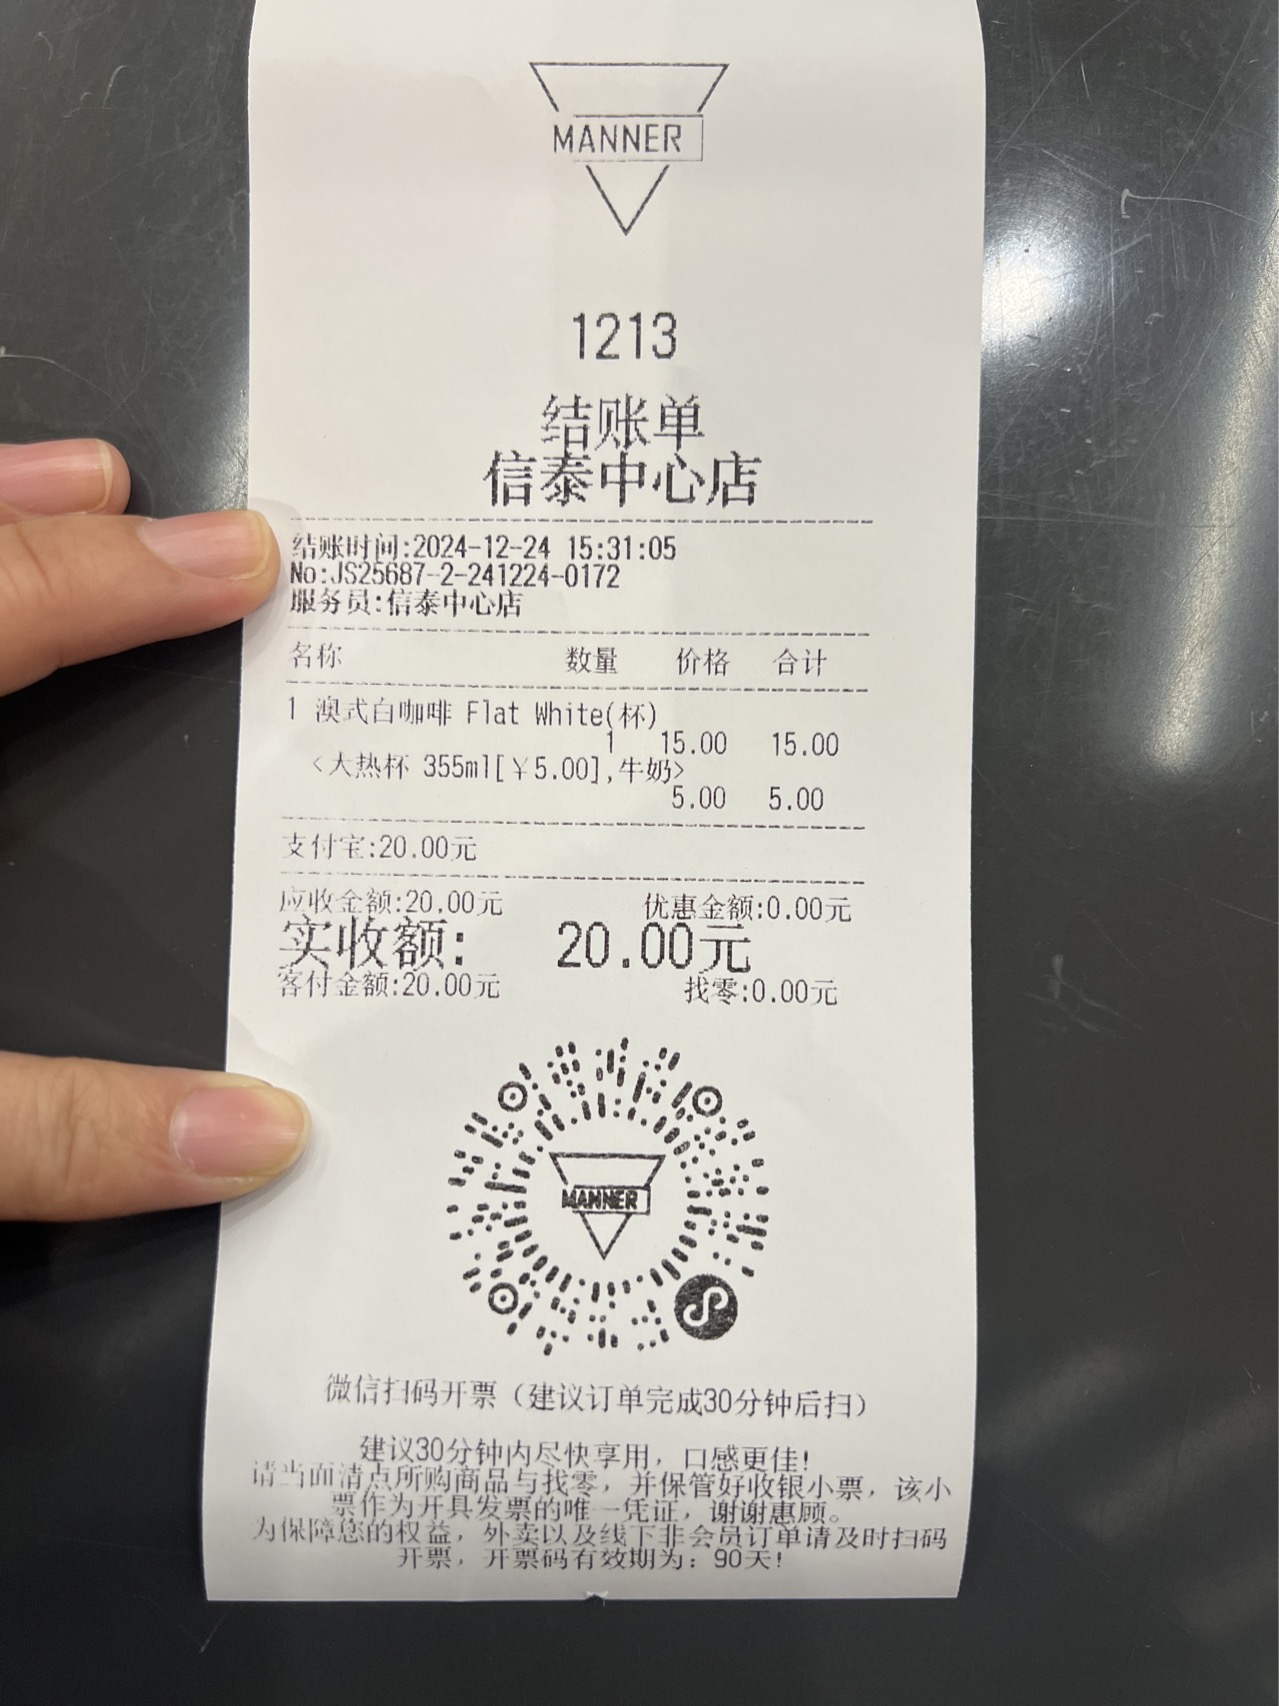 MANNER
1213
结账单
信泰中心店
结账时间:2024-12-24 15:31:05
No:JS25687-2-241224-0172
服务员:信泰中心店
名称 数量 价格 合计
1 澳式白咖啡 Flat White(杯)
1 15.00 15.00
<大热杯 355ml[￥5.00],牛奶>
5.00 5.00
支付宝:20.00元
应收金额:20.00元 优惠金额:0.00元
实收额: 20.00元
客付金额:20.00元 找零:0.00元
MANNER
微信扫码开票（建议订单完成30分钟后扫）
建议30分钟内尽快享用，口感更佳！
请当面清点所购商品与找零，并保管好收银小票，该小
票作为开具发票的唯一凭证，谢谢惠顾。
为保障您的权益，外卖以及线下非会员订单请及时扫码
开票，开票码有效期为：90天！